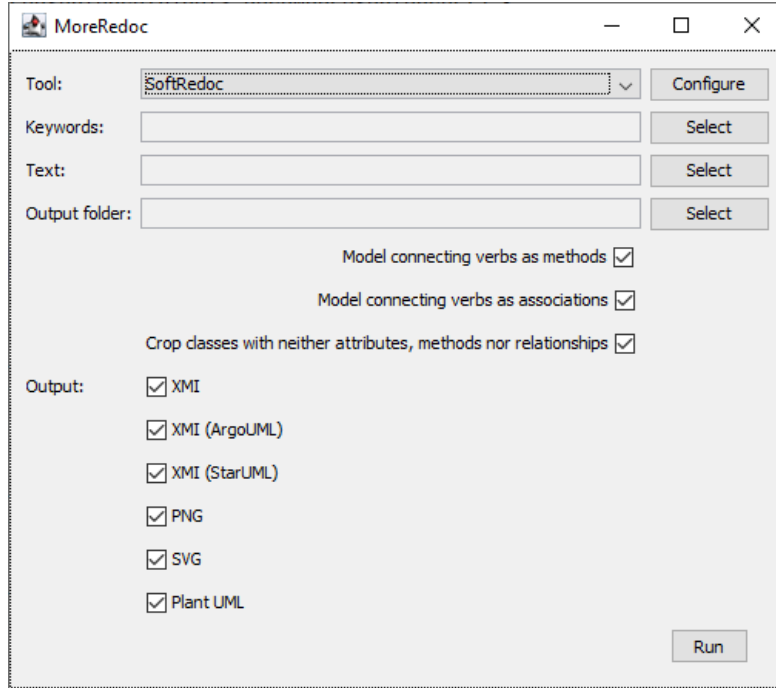 MoreRedoc
Tool: SoftRedoc Configure
Keywords: Select
Text: Select
Output folder: Select
Model connecting verbs as methods
Model connecting verbs as associations
Crop classes with neither attributes, methods nor relationships
Output: XMI
XMI (ArgoUML)
XMI (StarUML)
PNG
SVG
Plant UML
Run